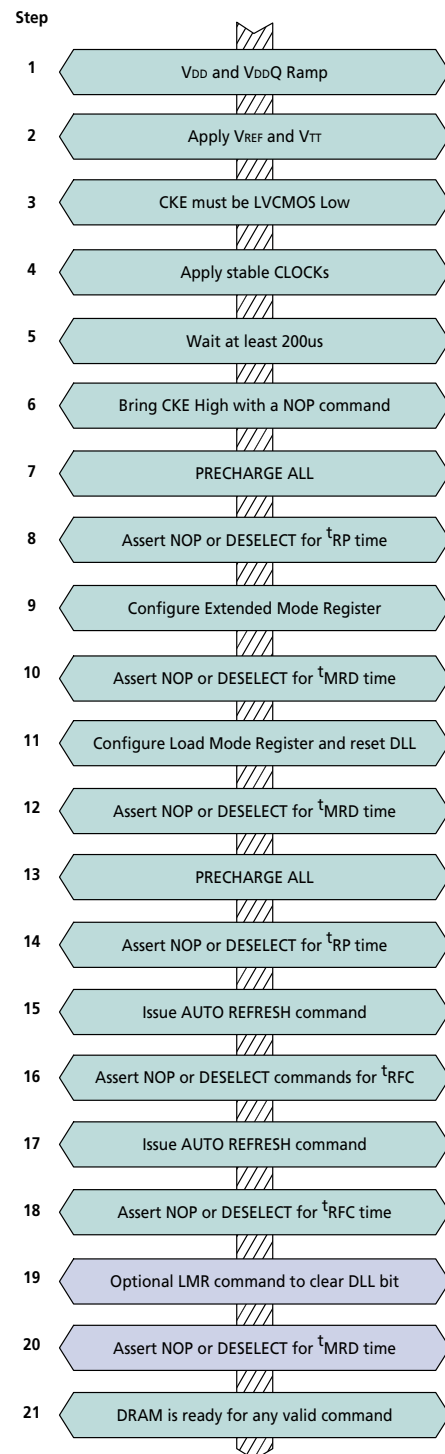 Step
1 VDD and VDDQ Ramp
2 Apply VREF and VTT
3 CKE must be LVCMOS Low
4 Apply stable CLOCKs
5 Wait at least 200us
6 Bring CKE High with a NOP command
7 PRECHARGE ALL
8 Assert NOP or DESELECT for tRP time
9 Configure Extended Mode Register
10 Assert NOP or DESELECT for tMRD time
11 Configure Load Mode Register and reset DLL
12 Assert NOP or DESELECT for tMRD time
13 PRECHARGE ALL
14 Assert NOP or DESELECT for tRP time
15 Issue AUTO REFRESH command
16 Assert NOP or DESELECT commands for tRFC
17 Issue AUTO REFRESH command
18 Assert NOP or DESELECT for tRFC time
19 Optional LMR command to clear DLL bit
20 Assert NOP or DESELECT for tMRD time
21 DRAM is ready for any valid command